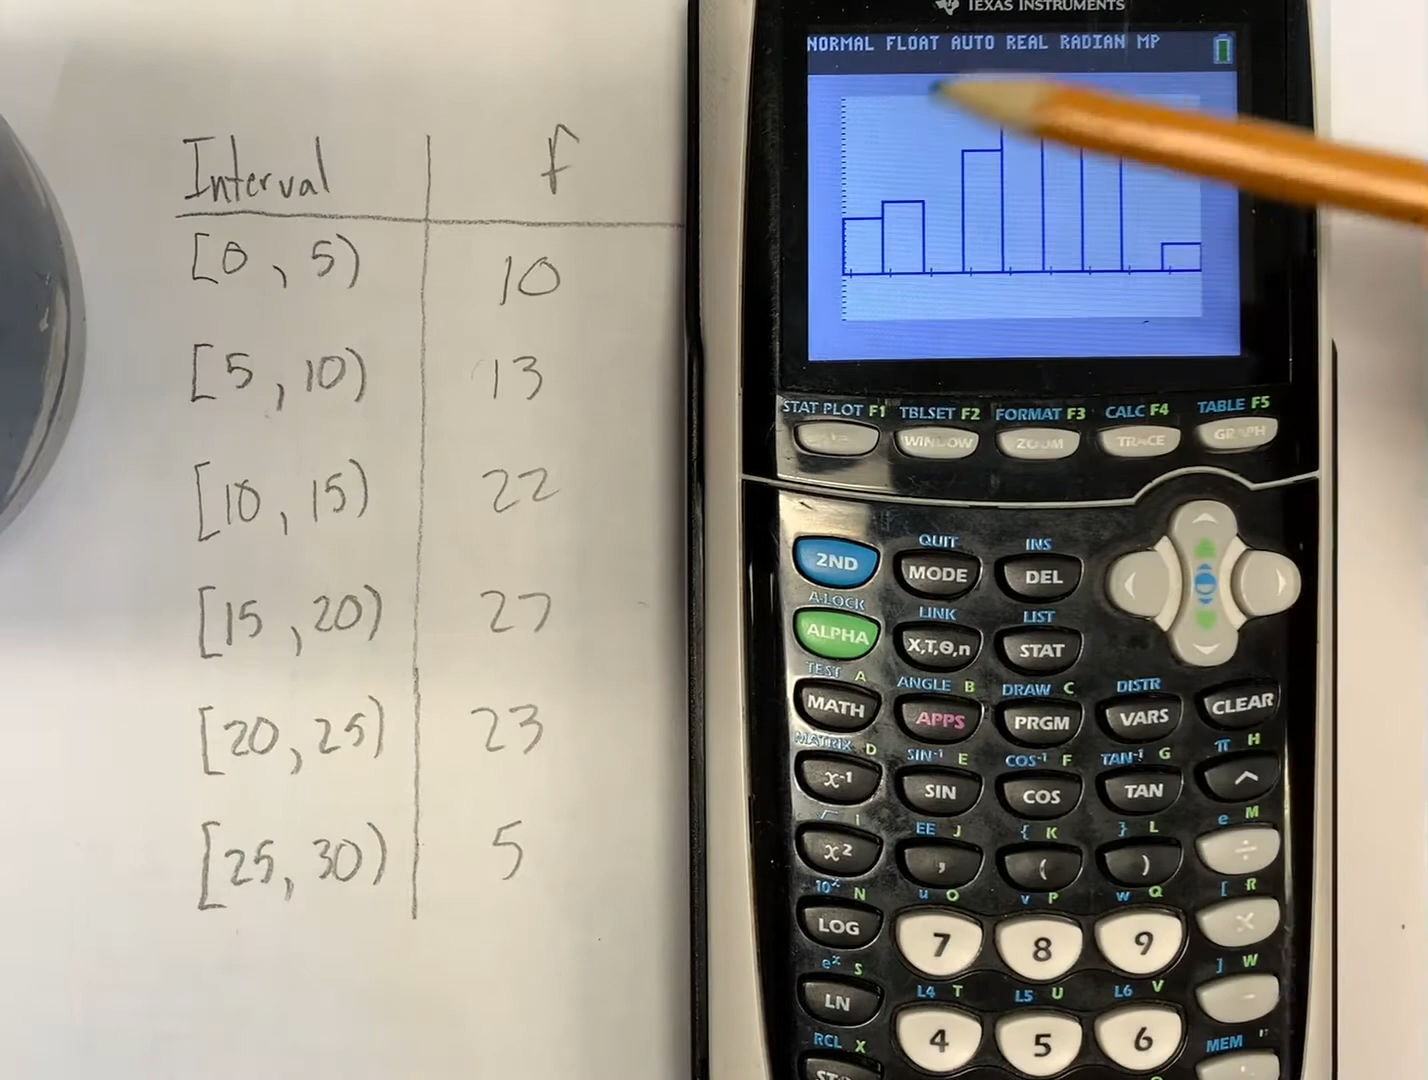 Interval f
[0, 5) 10
[5, 10) 13
[10, 15) 22
[15, 20) 27
[20, 25) 23
[25, 30) 5
TEXAS INSTRUMENTS
NORMAL FLOAT AUTO REAL RADIAN MP
STAT PLOT F1 TBLSET F2 FORMAT F3 CALC F4 TABLE F5
WINDOW ZOOM TRACE GRAPH
QUIT INS
2ND MODE DEL
A-LOCK LINK LIST
ALPHA X,T,Θ,n STAT
TEST A ANGLE B DRAW C DISTR
MATH APPS PRGM VARS CLEAR
MATRIX D SIN⁻¹ E COS⁻¹ F TAN⁻¹ G π H
x⁻¹ SIN COS TAN ^
√ I EE J { K } L e M
x² , ( ) ÷
10ˣ N u O v P w Q [ R
LOG 7 8 9 ×
eˣ S L4 T L5 U L6 V ] W
LN 4 5 6 -
RCL X MEM "